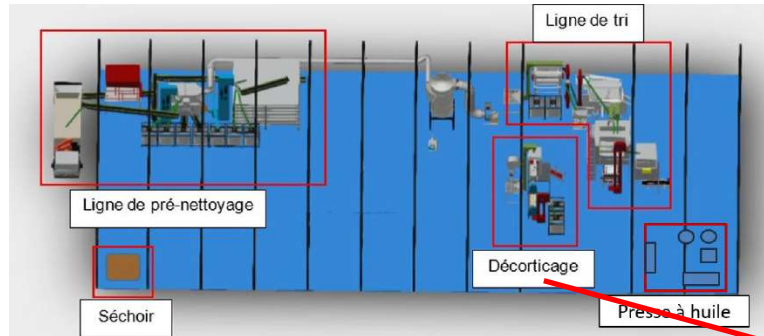 Ligne de tri
Ligne de pré-nettoyage
Décorticage
Séchoir
Presse à huile